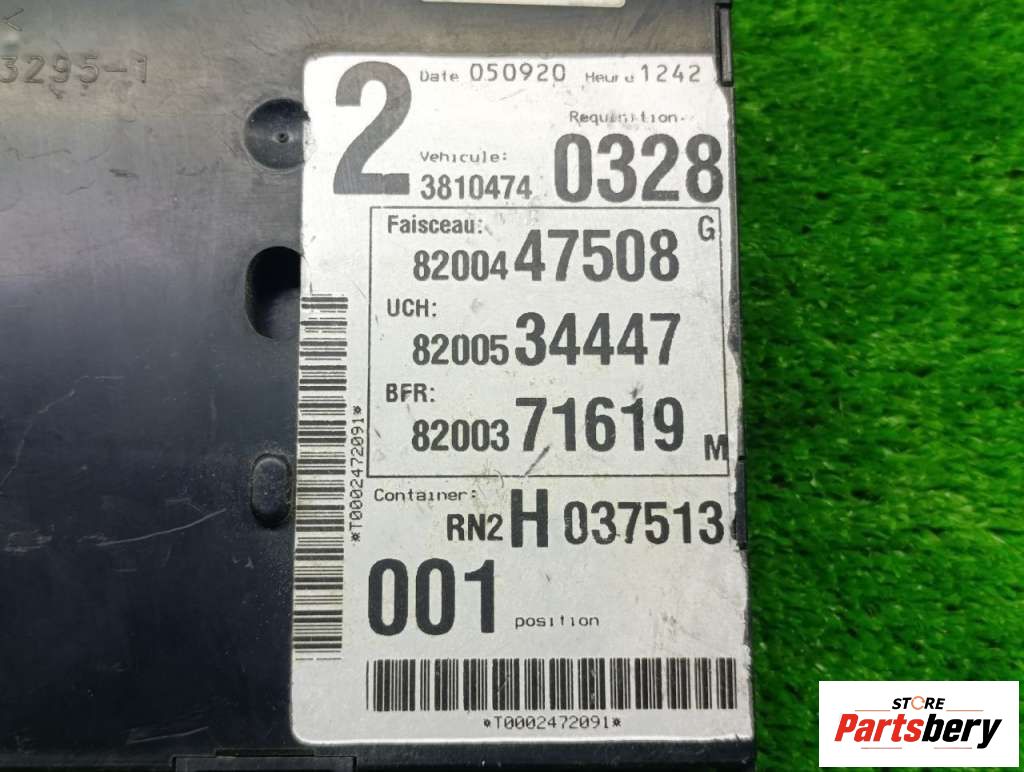 3295-1
2 Date 050920 Heure 1242
Requisition.
Vehicule: 0328
3810474
Faisceau: G
8200447508
UCH:
8200534447
BFR:
8200371619 M
Container:
RN2 H 037513
001 position
*T0002472091*
*T0002472091*
STORE
Partsbery